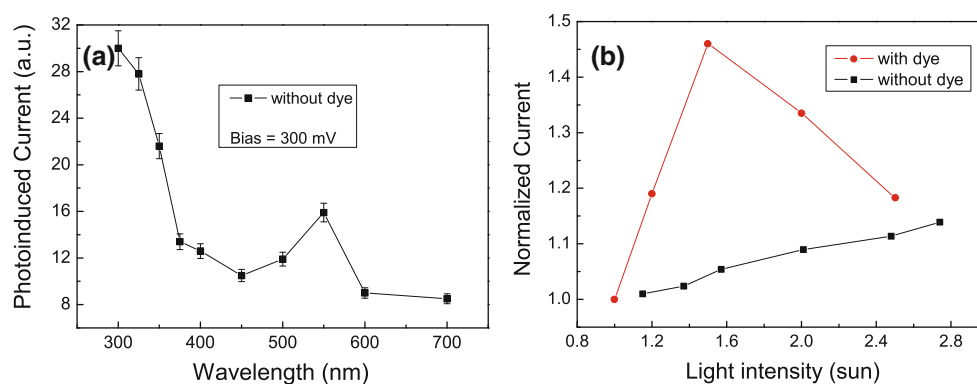 (a)
Photoinduced Current (a.u.)
32
28
24
20
16
12
8
without dye
Bias = 300 mV
300 400 500 600 700
Wavelength (nm)
(b)
Normalized Current
1.5
1.4
1.3
1.2
1.1
1.0
with dye
without dye
0.8 1.2 1.6 2.0 2.4 2.8
Light intensity (sun)